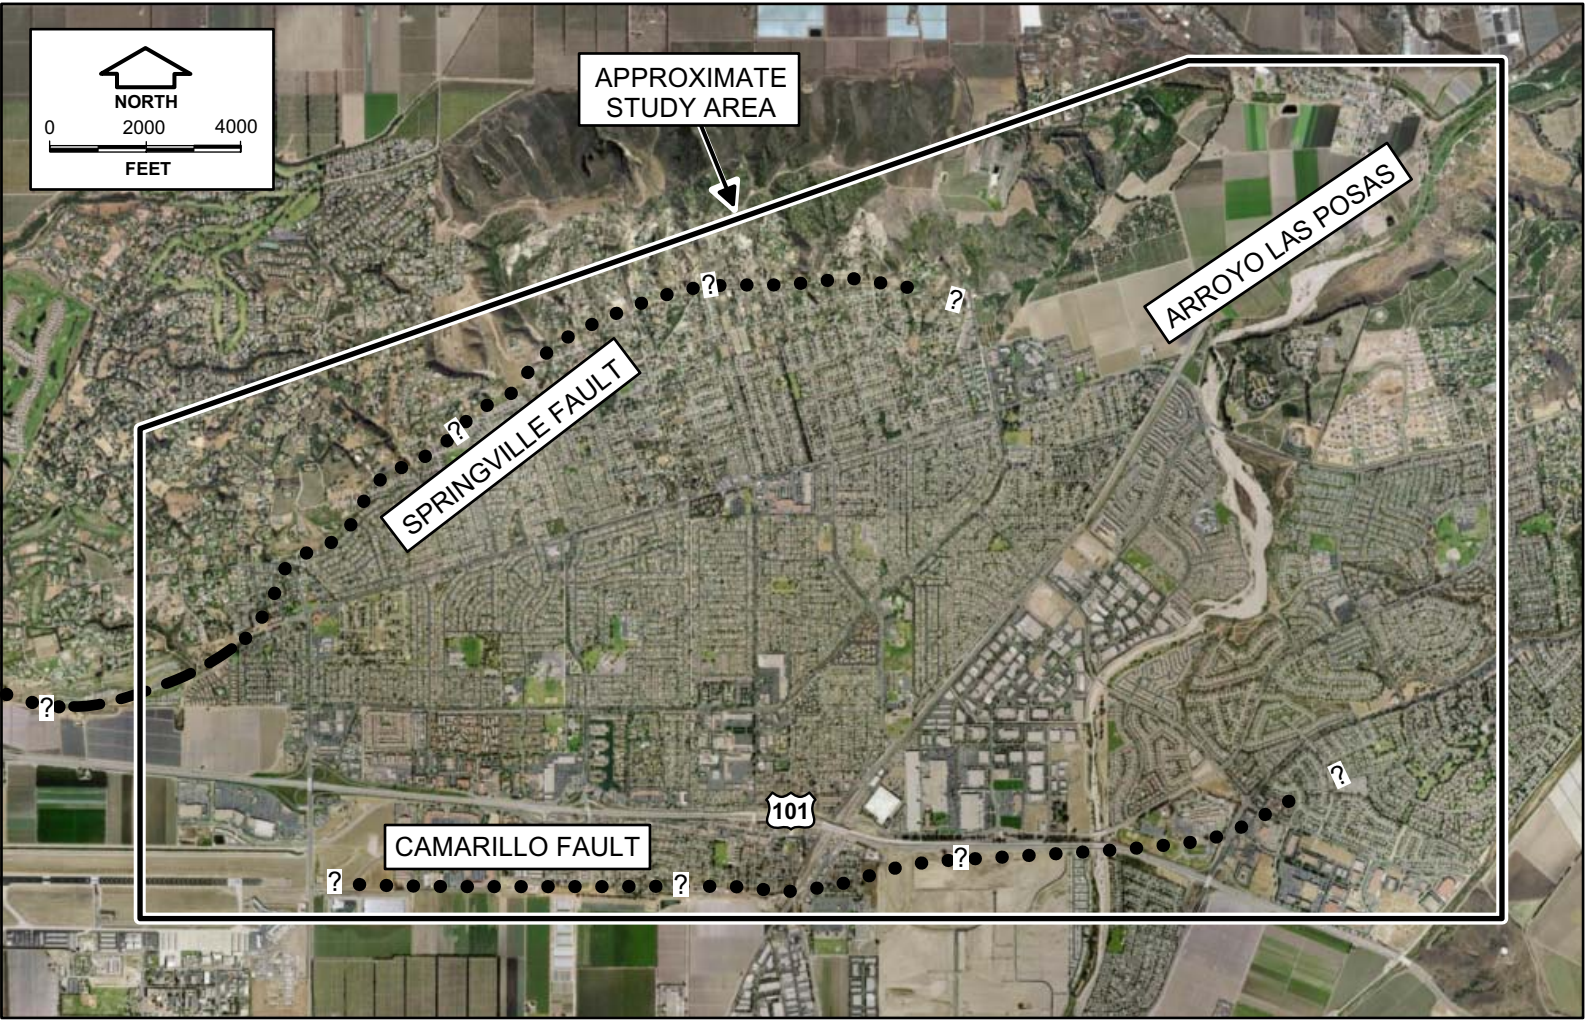 APPROXIMATE
STUDY AREA
NORTH
0 2000 4000
FEET
ARROYO LAS POSAS
?
?
SPRINGVILLE FAULT
?
?
?
101
CAMARILLO FAULT
?
?
?